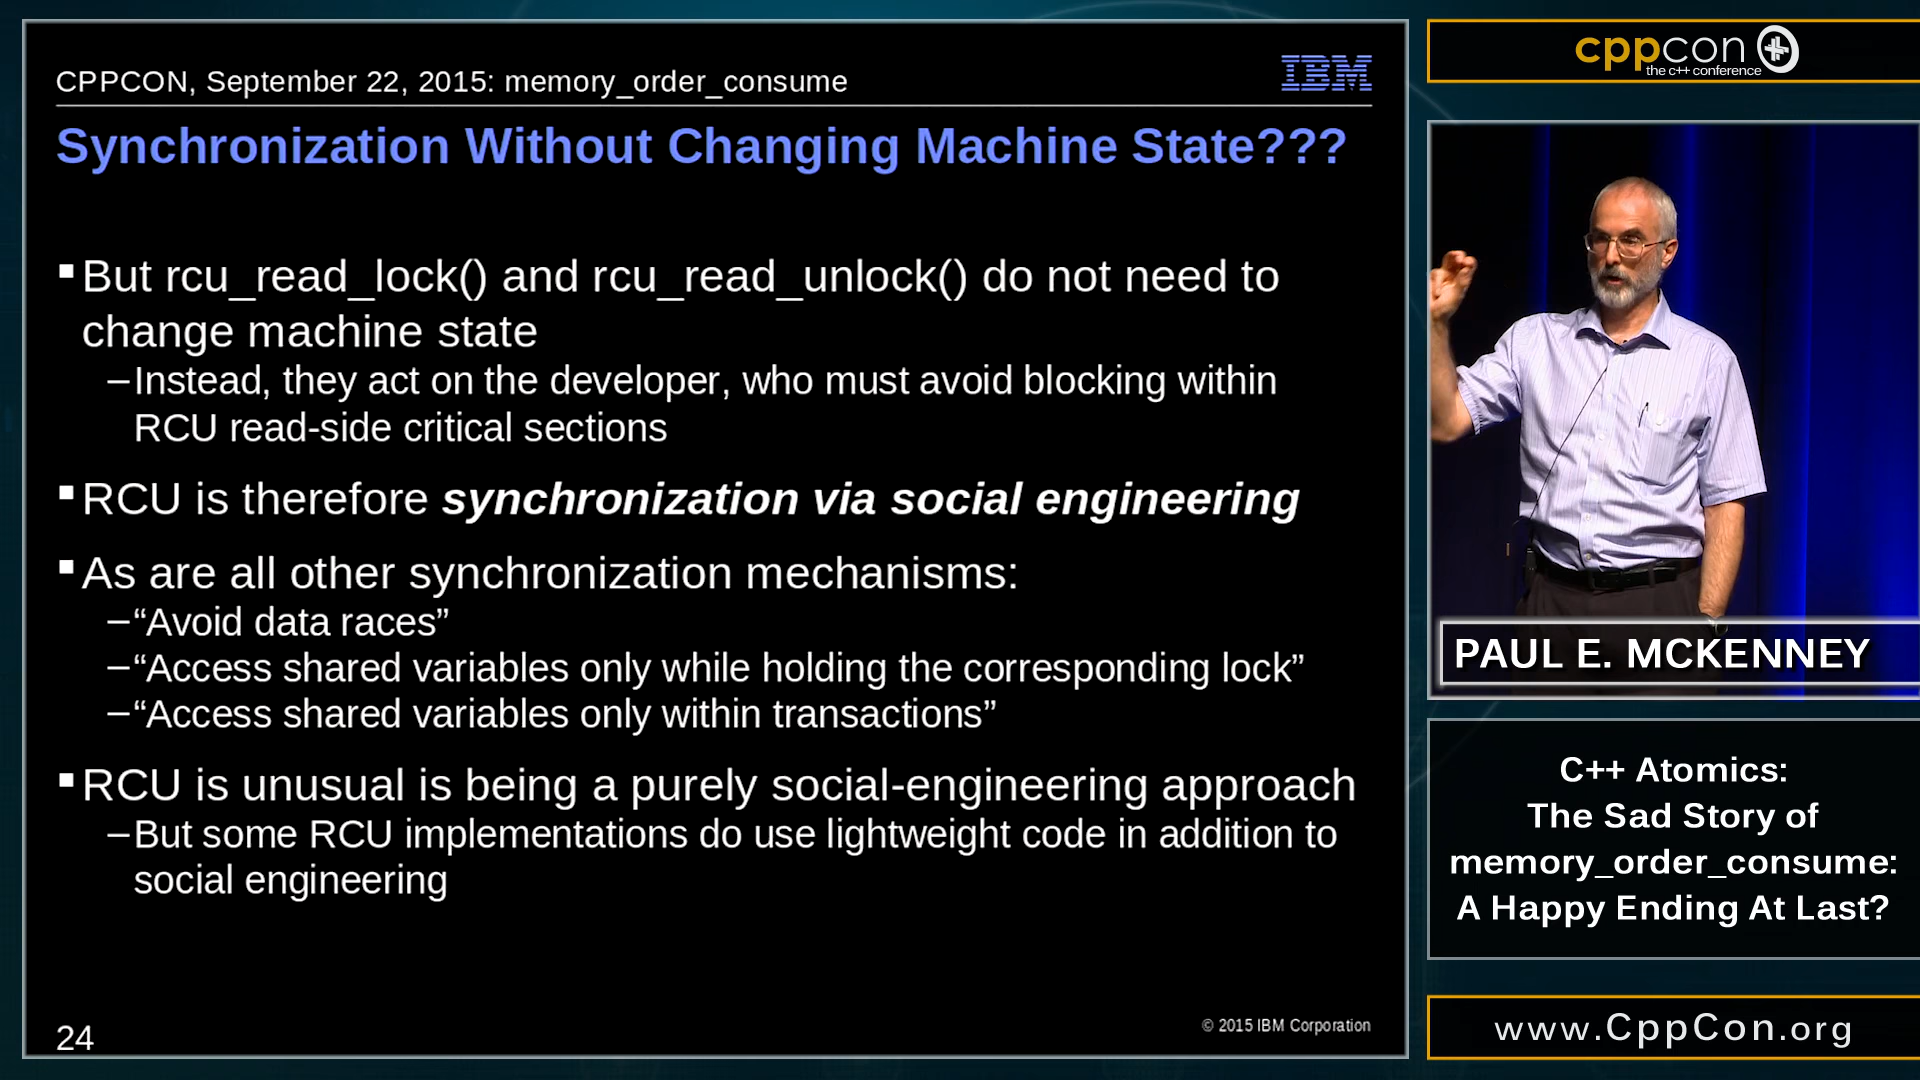 CPPCON, September 22, 2015: memory_order_consume
IBM
Synchronization Without Changing Machine State???
▪But rcu_read_lock() and rcu_read_unlock() do not need to
change machine state
–Instead, they act on the developer, who must avoid blocking within
RCU read-side critical sections
▪RCU is therefore synchronization via social engineering
▪As are all other synchronization mechanisms:
–“Avoid data races”
–“Access shared variables only while holding the corresponding lock”
–“Access shared variables only within transactions”
▪RCU is unusual is being a purely social-engineering approach
–But some RCU implementations do use lightweight code in addition to
social engineering
24
© 2015 IBM Corporation
cppcon
the c++ conference
PAUL E. MCKENNEY
C++ Atomics:
The Sad Story of
memory_order_consume:
A Happy Ending At Last?
www.CppCon.org